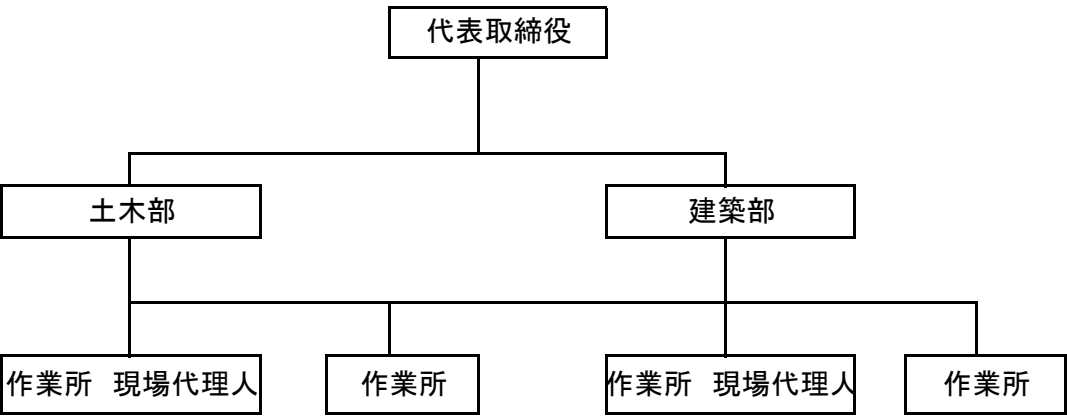 代表取締役
土木部
建築部
作業所 現場代理人
作業所
作業所 現場代理人
作業所